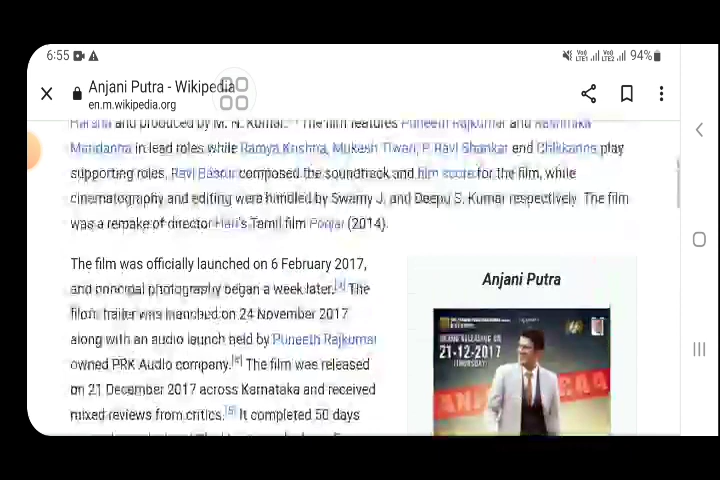 6:55
94%
Anjani Putra - Wikipedia
en.m.wikipedia.org
Harsha and produced by M. N. Kumar. The film features Puneeth Rajkumar and Rashmika
Mandanna in lead roles while Ramya Krishna, Mukesh Tiwari, P. Ravi Shankar and Chikkanna play
supporting roles. Ravi Basrur composed the soundtrack and film score for the film, while
cinematography and editing were handled by Swamy J. and Deepu S. Kumar respectively. The film
was a remake of director Hari's Tamil film Poojai (2014).
The film was officially launched on 6 February 2017,
and principal photography began a week later. The
film trailer was launched on 24 November 2017
along with an audio launch held by Puneeth Rajkumar
owned PRK Audio company. The film was released
on 21 December 2017 across Karnataka and received
mixed reviews from critics.[5] It completed 50 days
Anjani Putra
21-12-2017